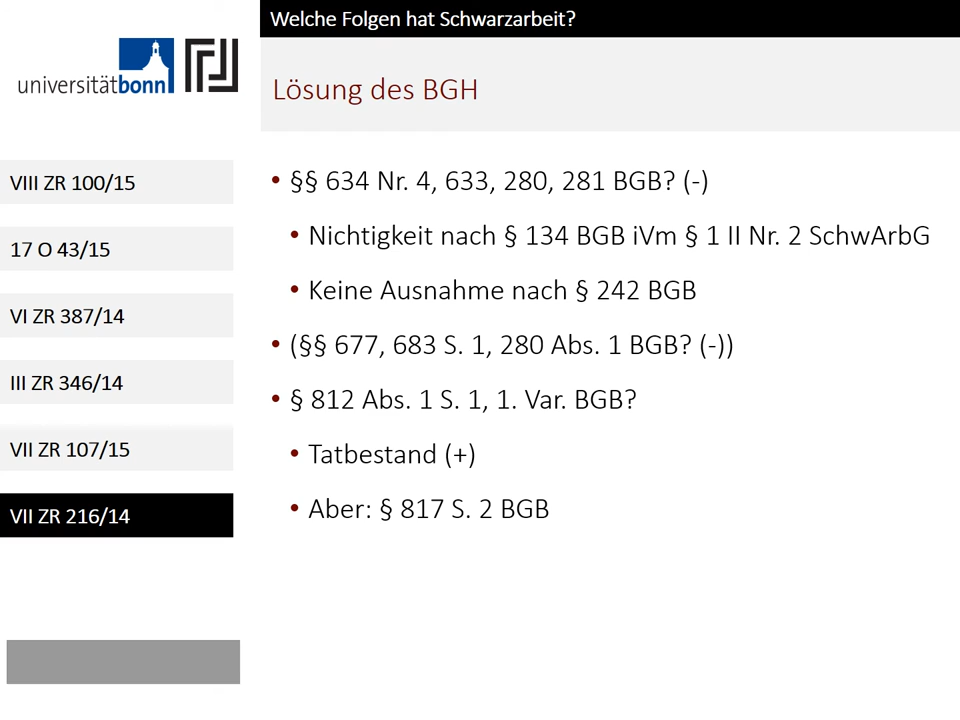 Welche Folgen hat Schwarzarbeit?
universitätbonn
Lösung des BGH
VIII ZR 100/15
17 O 43/15
VI ZR 387/14
III ZR 346/14
VII ZR 107/15
VII ZR 216/14
• §§ 634 Nr. 4, 633, 280, 281 BGB? (-)
• Nichtigkeit nach § 134 BGB iVm § 1 II Nr. 2 SchwArbG
• Keine Ausnahme nach § 242 BGB
• (§§ 677, 683 S. 1, 280 Abs. 1 BGB? (-))
• § 812 Abs. 1 S. 1, 1. Var. BGB?
• Tatbestand (+)
• Aber: § 817 S. 2 BGB